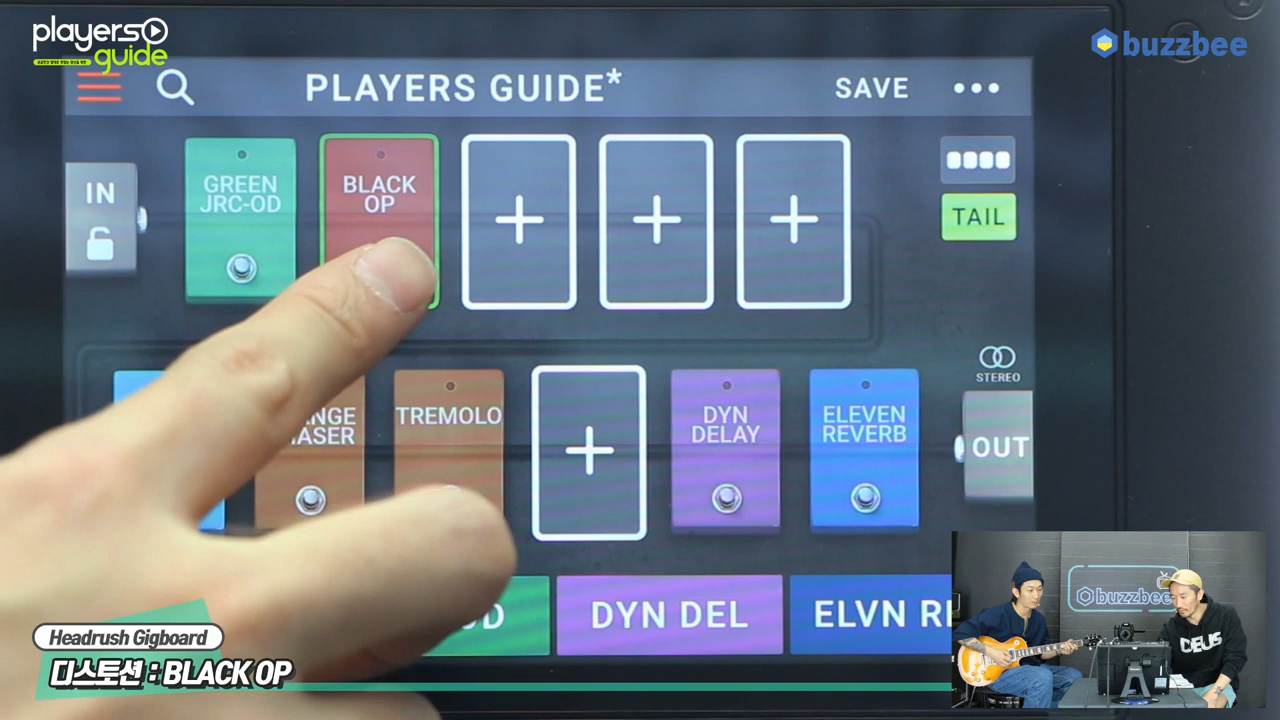 players
guide
buzzbee
PLAYERS GUIDE*
SAVE
IN
GREEN
JRC-OD
BLACK
OP
TAIL
STEREO
TREMOLO
DYN
DELAY
ELEVEN
REVERB
OUT
DYN DEL
ELVN
buzzbee
DEUS
Headrush Gigboard
디스토션 : BLACK OP